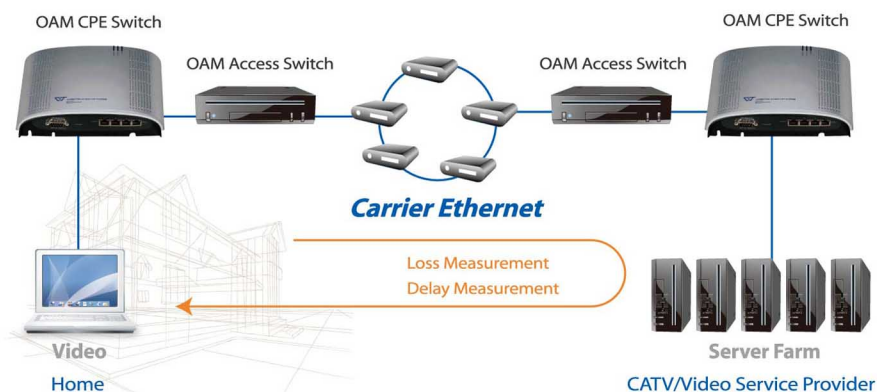 OAM CPE Switch
OAM CPE Switch
OAM Access Switch
OAM Access Switch
Carrier Ethernet
Loss Measurement
Delay Measurement
Video
Server Farm
Home
CATV/Video Service Provider